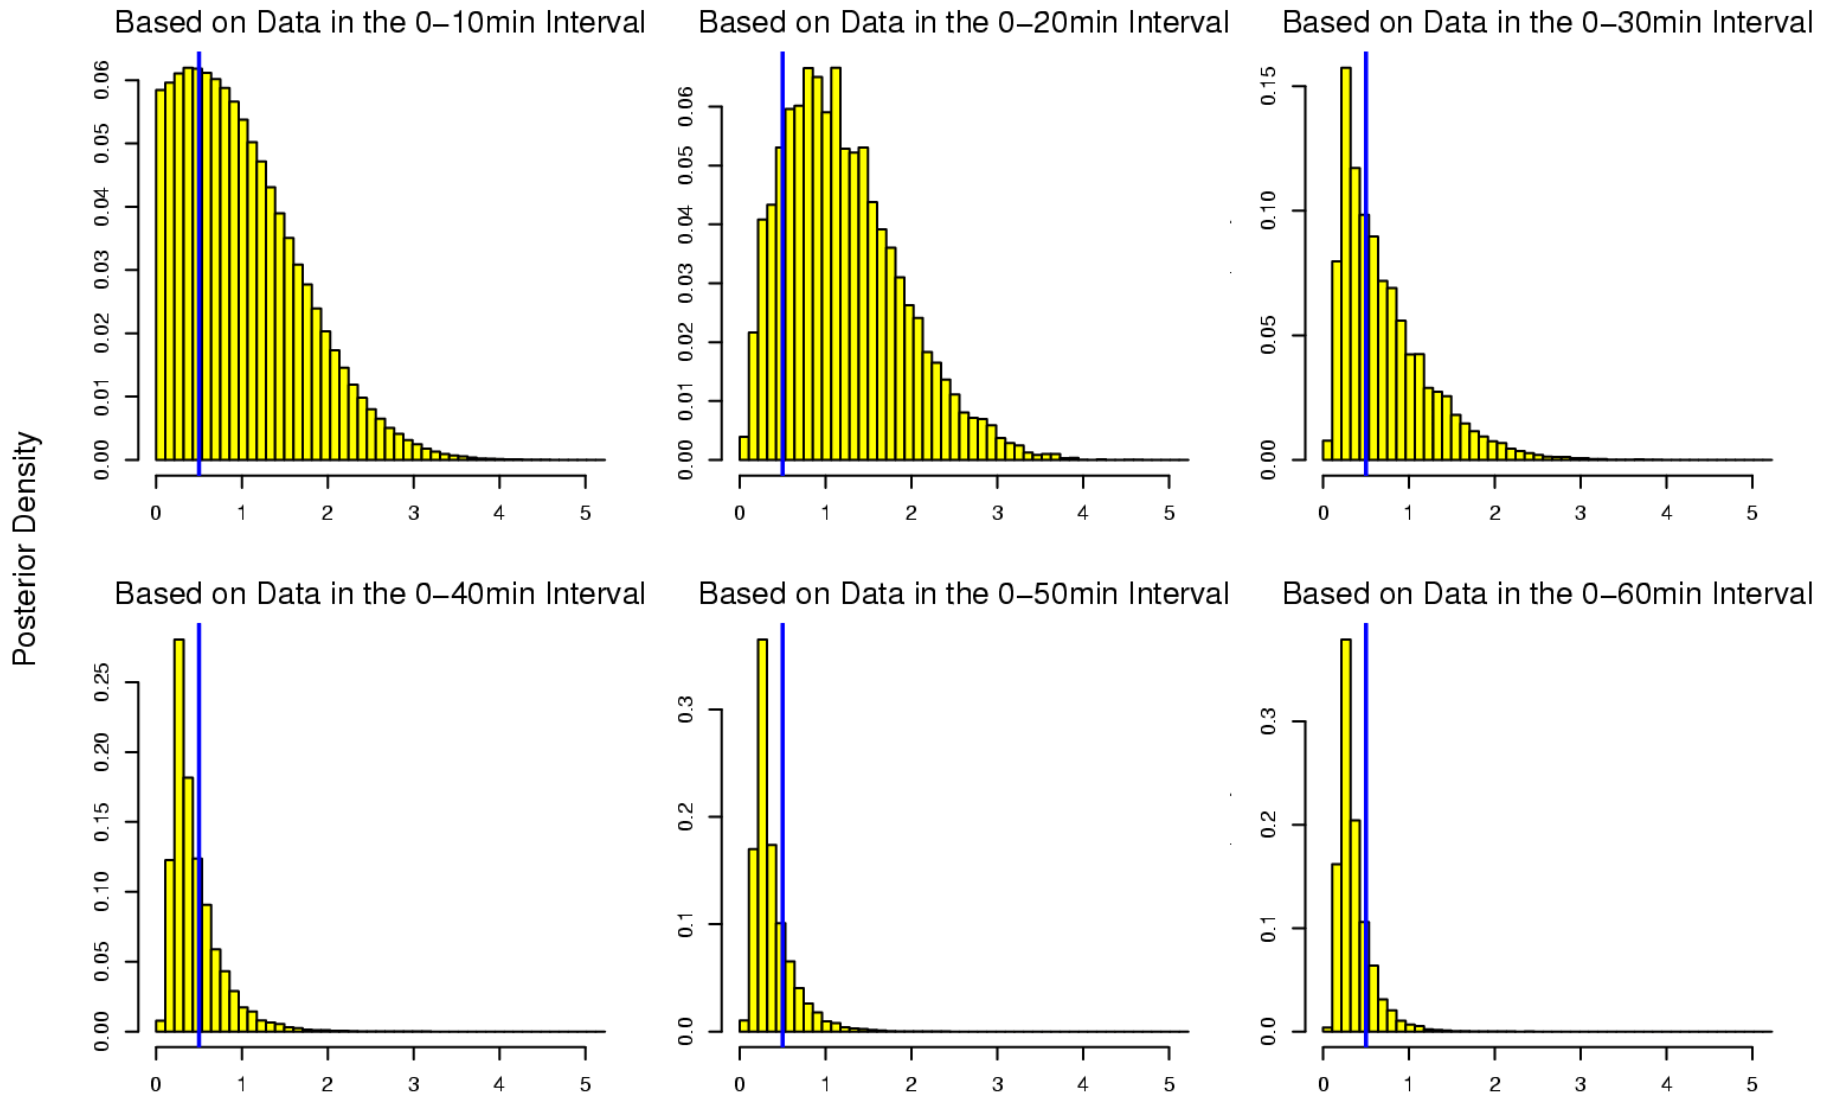 Based on Data in the 0–10min Interval
Based on Data in the 0–20min Interval
Based on Data in the 0–30min Interval
0.00 0.01 0.02 0.03 0.04 0.05 0.06
0 1 2 3 4 5
0.00 0.01 0.02 0.03 0.04 0.05 0.06
0 1 2 3 4 5
0.00 0.05 0.10 0.15
0 1 2 3 4 5
Posterior Density
Based on Data in the 0–40min Interval
Based on Data in the 0–50min Interval
Based on Data in the 0–60min Interval
0.00 0.05 0.10 0.15 0.20 0.25
0 1 2 3 4 5
0.0 0.1 0.2 0.3
0 1 2 3 4 5
0.0 0.1 0.2 0.3
0 1 2 3 4 5